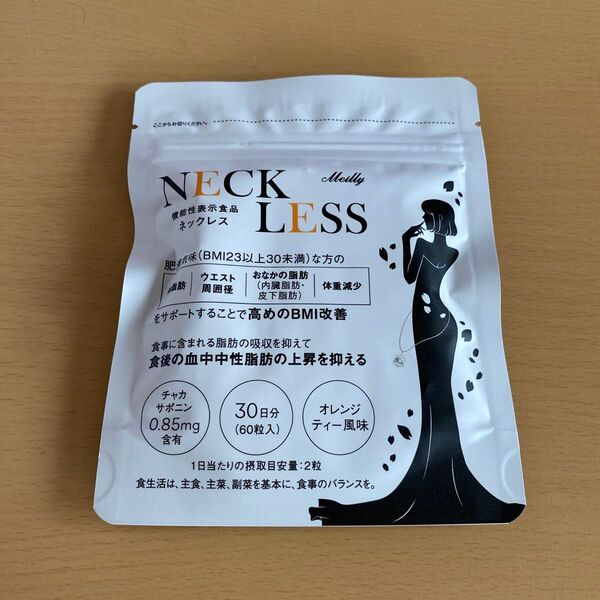 ここからお切りください。
NECK
Meilly
機能性表示食品
ネックレス
LESS
肥満気味(BMI23以上30未満)な方の
脂肪
ウエスト
周囲径
おなかの脂肪
(内臓脂肪・
皮下脂肪)
体重減少
をサポートすることで高めのBMI改善
食事に含まれる脂肪の吸収を抑えて
食後の血中中性脂肪の上昇を抑える
チャカ
サポニン
0.85mg
含有
30日分
(60粒入)
オレンジ
ティー風味
1日当たりの摂取目安量:2粒
食生活は、主食、主菜、副菜を基本に、食事のバランスを。